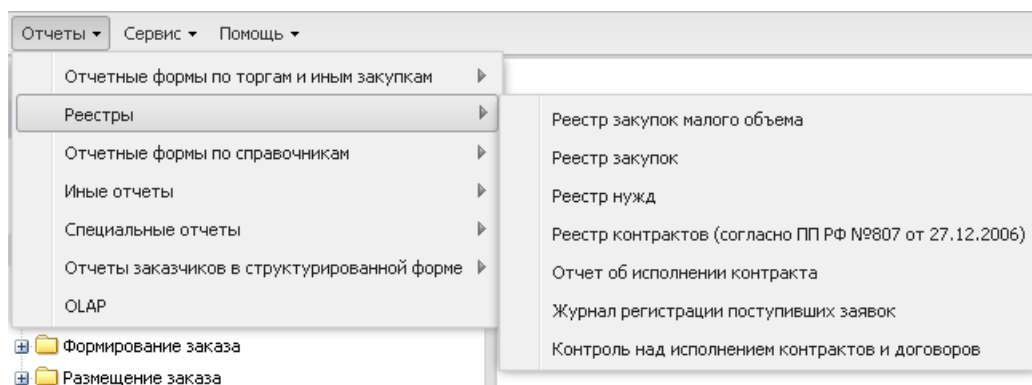 Отчеты Сервис Помощь
Отчетные формы по торгам и иным закупкам
Реестры
Отчетные формы по справочникам
Иные отчеты
Специальные отчеты
Отчеты заказчиков в структурированной форме
OLAP
Реестр закупок малого объема
Реестр закупок
Реестр нужд
Реестр контрактов (согласно ПП РФ №807 от 27.12.2006)
Отчет об исполнении контракта
Журнал регистрации поступивших заявок
Контроль над исполнением контрактов и договоров
Формирование заказа
Размещение заказа